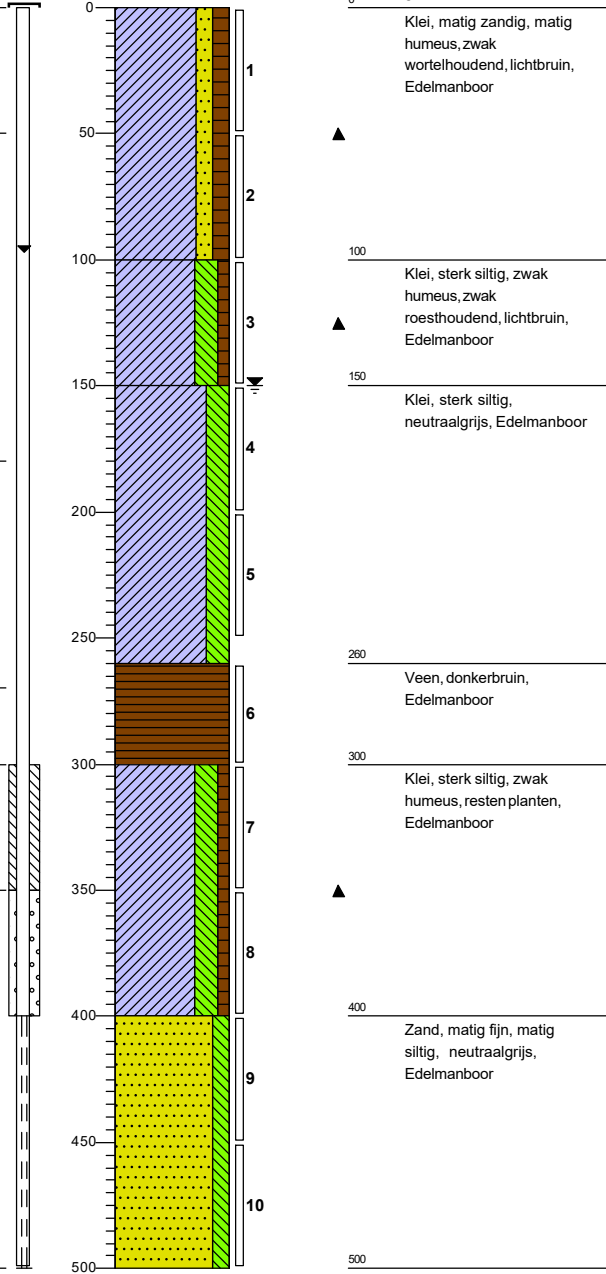 0
Klei, matig zandig, matig
humeus, zwak
wortelhoudend, lichtbruin,
Edelmanboor
1
50
2
100
100
Klei, sterk siltig, zwak
humeus, zwak
roesthoudend, lichtbruin,
Edelmanboor
3
150
150
Klei, sterk siltig,
neutraalgrijs, Edelmanboor
4
200
5
250
260
Veen, donkerbruin,
Edelmanboor
6
300
300
Klei, sterk siltig, zwak
humeus, resten planten,
Edelmanboor
7
350
8
400
400
Zand, matig fijn, matig
siltig, neutraalgrijs,
Edelmanboor
9
450
10
500
500